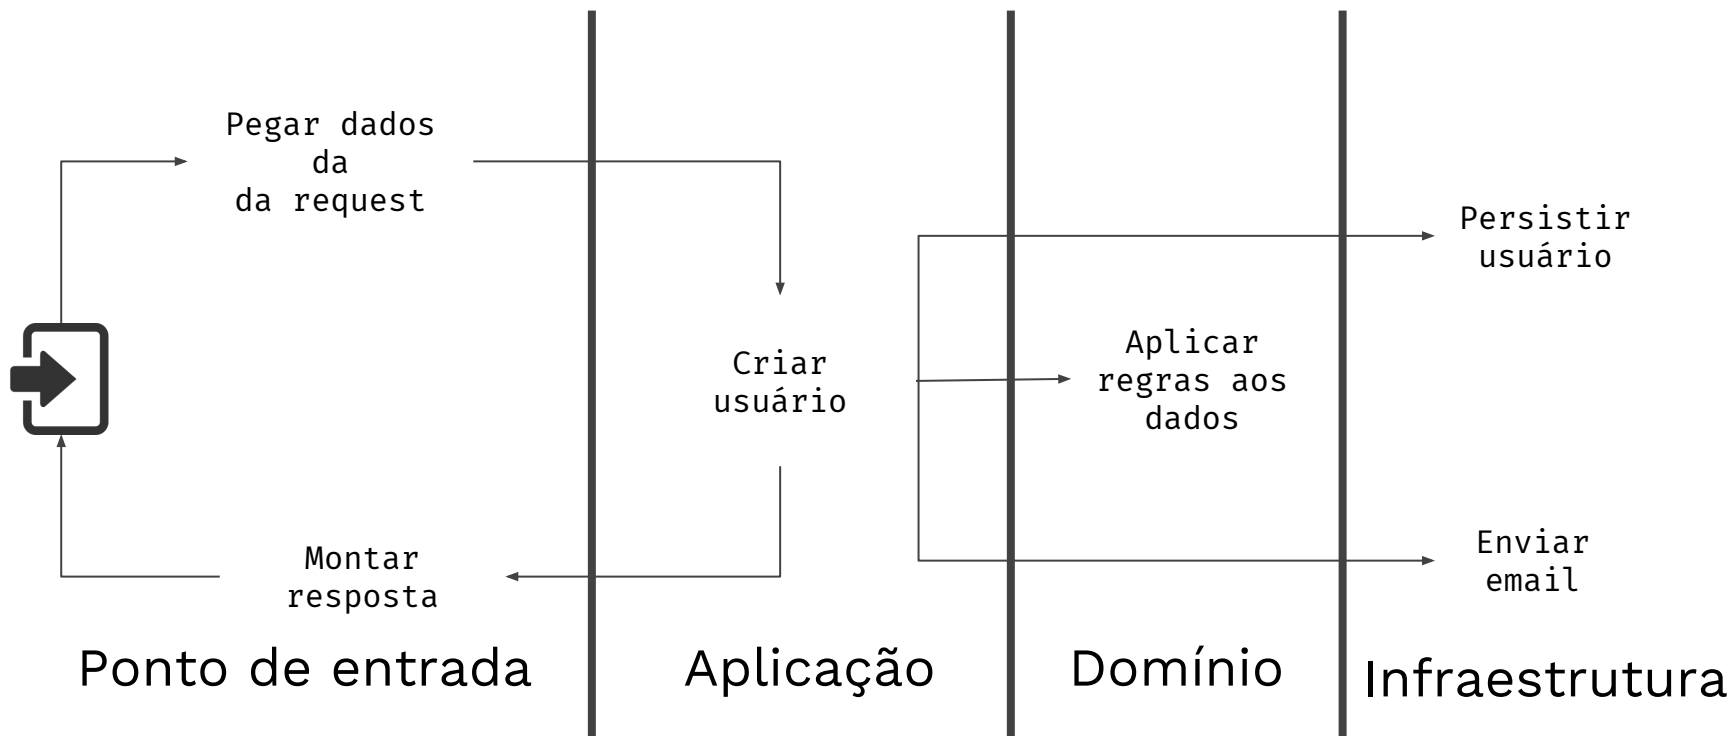 Pegar dados
da
da request
Criar
usuário
Persistir
usuário
Aplicar
regras aos
dados
Enviar
email
Montar
resposta
Ponto de entrada
Aplicação
Domínio
Infraestrutura